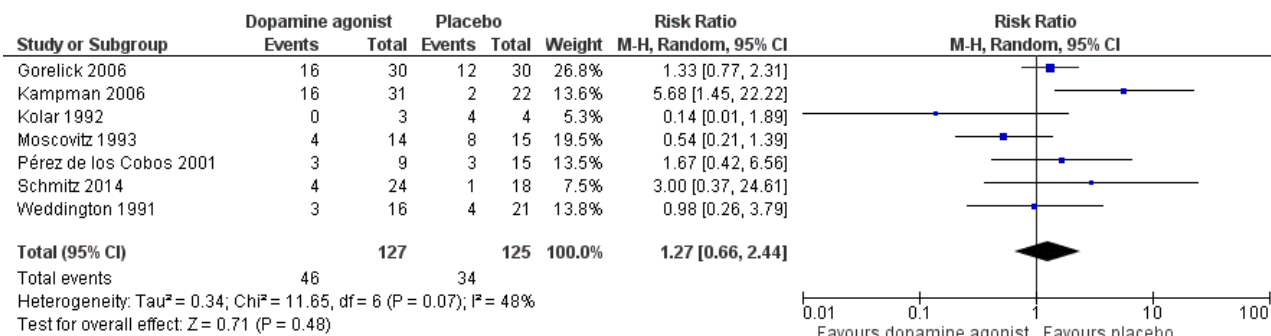 Dopamine agonist Placebo Risk Ratio Risk Ratio
Study or Subgroup Events Total Events Total Weight M-H, Random, 95% CI M-H, Random, 95% CI
Gorelick 2006 16 30 12 30 26.8% 1.33 [0.77, 2.31]
Kampman 2006 16 31 2 22 13.6% 5.68 [1.45, 22.22]
Kolar 1992 0 3 4 4 5.3% 0.14 [0.01, 1.89]
Moscovitz 1993 4 14 8 15 19.5% 0.54 [0.21, 1.39]
Pérez de los Cobos 2001 3 9 3 15 13.5% 1.67 [0.42, 6.56]
Schmitz 2014 4 24 1 18 7.5% 3.00 [0.37, 24.61]
Weddington 1991 3 16 4 21 13.8% 0.98 [0.26, 3.79]
Total (95% CI) 127 125 100.0% 1.27 [0.66, 2.44]
Total events 46 34
Heterogeneity: Tau² = 0.34; Chi² = 11.65, df = 6 (P = 0.07); I² = 48%
Test for overall effect: Z = 0.71 (P = 0.48)
0.01 0.1 1 10 100
Favours dopamine agonist Favours placebo